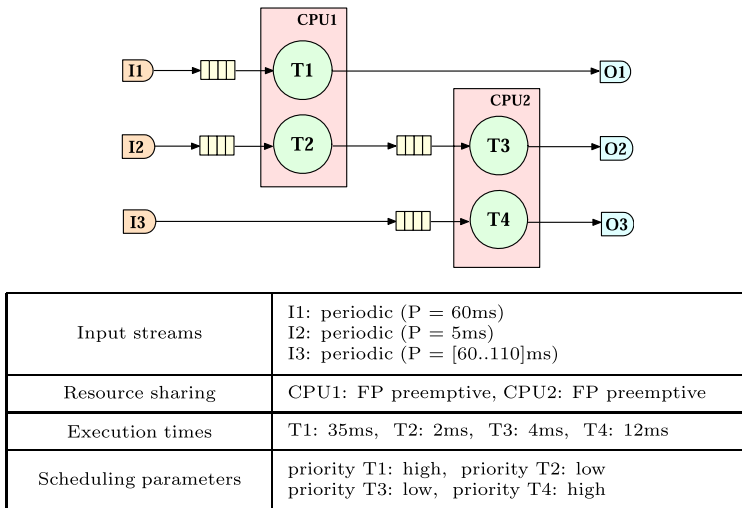 CPU1
I1
T1
O1
CPU2
I2
T2
T3
O2
I3
T4
O3
Input streams
I1: periodic (P = 60ms)
I2: periodic (P = 5ms)
I3: periodic (P = [60..110]ms)
Resource sharing
CPU1: FP preemptive, CPU2: FP preemptive
Execution times
T1: 35ms, T2: 2ms, T3: 4ms, T4: 12ms
Scheduling parameters
priority T1: high, priority T2: low
priority T3: low, priority T4: high